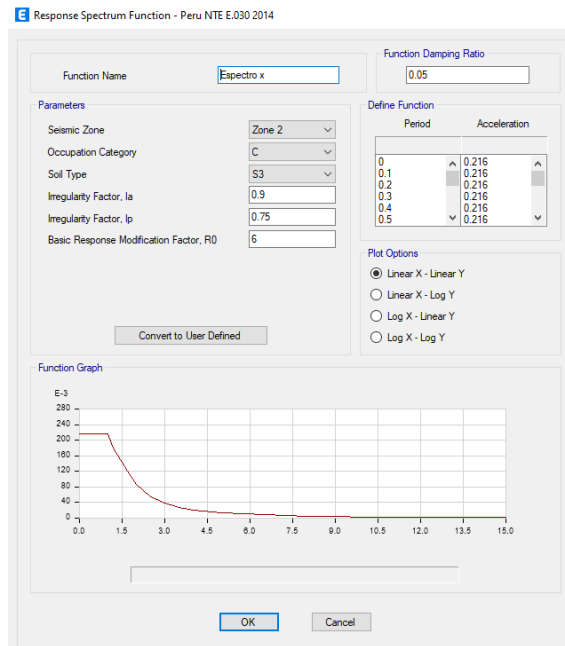 E Response Spectrum Function - Peru NTE E.030 2014
Function Name
Espectro x
Function Damping Ratio
0.05
Parameters
Seismic Zone
Zone 2
Occupation Category
C
Soil Type
S3
Irregularity Factor, Ia
0.9
Irregularity Factor, Ip
0.75
Basic Response Modification Factor, R0
6
Convert to User Defined
Define Function
Period Acceleration
0 0.216
0.1 0.216
0.2 0.216
0.3 0.216
0.4 0.216
0.5 0.216
Plot Options
Linear X - Linear Y
Linear X - Log Y
Log X - Linear Y
Log X - Log Y
Function Graph
E-3
280
240
200
160
120
80
40
0
0.0 1.5 3.0 4.5 6.0 7.5 9.0 10.5 12.0 13.5 15.0
OK Cancel